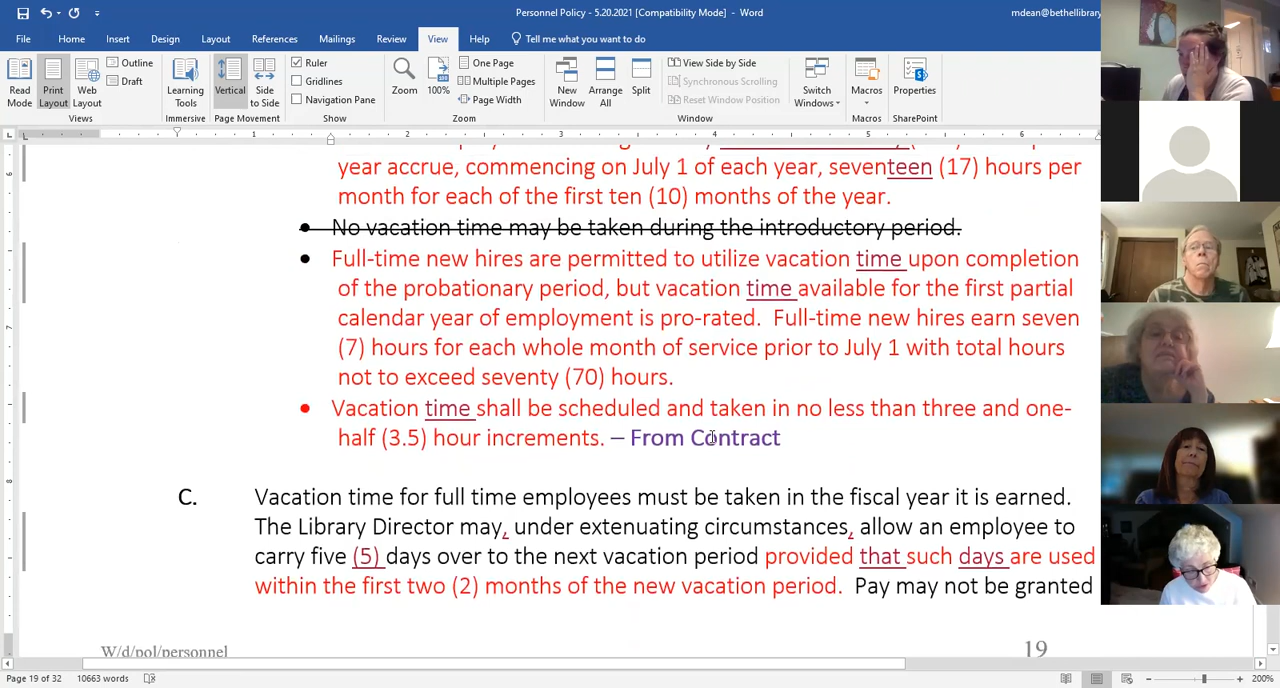 Personnel Policy - 5.20.2021 [Compatibility Mode] - Word
mdean@bethellibrary
File Home Insert Design Layout References Mailings Review View Help Tell me what you want to do
Read Mode
Print Layout
Web Layout
Outline
Draft
Views
Learning Tools
Immersive
Vertical
Side to Side
Page Movement
Ruler
Gridlines
Navigation Pane
Show
Zoom
100%
One Page
Multiple Pages
Page Width
Zoom
New Window
Arrange All
Split
View Side by Side
Synchronous Scrolling
Reset Window Position
Window
Switch Windows
Macros
Macros
Properties
SharePoint
1 2 3 4 5 6
year accrue, commencing on July 1 of each year, seventeen (17) hours per
month for each of the first ten (10) months of the year.
• No vacation time may be taken during the introductory period.
• Full-time new hires are permitted to utilize vacation time upon completion
of the probationary period, but vacation time available for the first partial
calendar year of employment is pro-rated. Full-time new hires earn seven
(7) hours for each whole month of service prior to July 1 with total hours
not to exceed seventy (70) hours.
• Vacation time shall be scheduled and taken in no less than three and one-
half (3.5) hour increments. – From Contract
C. Vacation time for full time employees must be taken in the fiscal year it is earned.
The Library Director may, under extenuating circumstances, allow an employee to
carry five (5) days over to the next vacation period provided that such days are used
within the first two (2) months of the new vacation period. Pay may not be granted
W/d/pol/personnel 19
Page 19 of 32 10663 words 200%